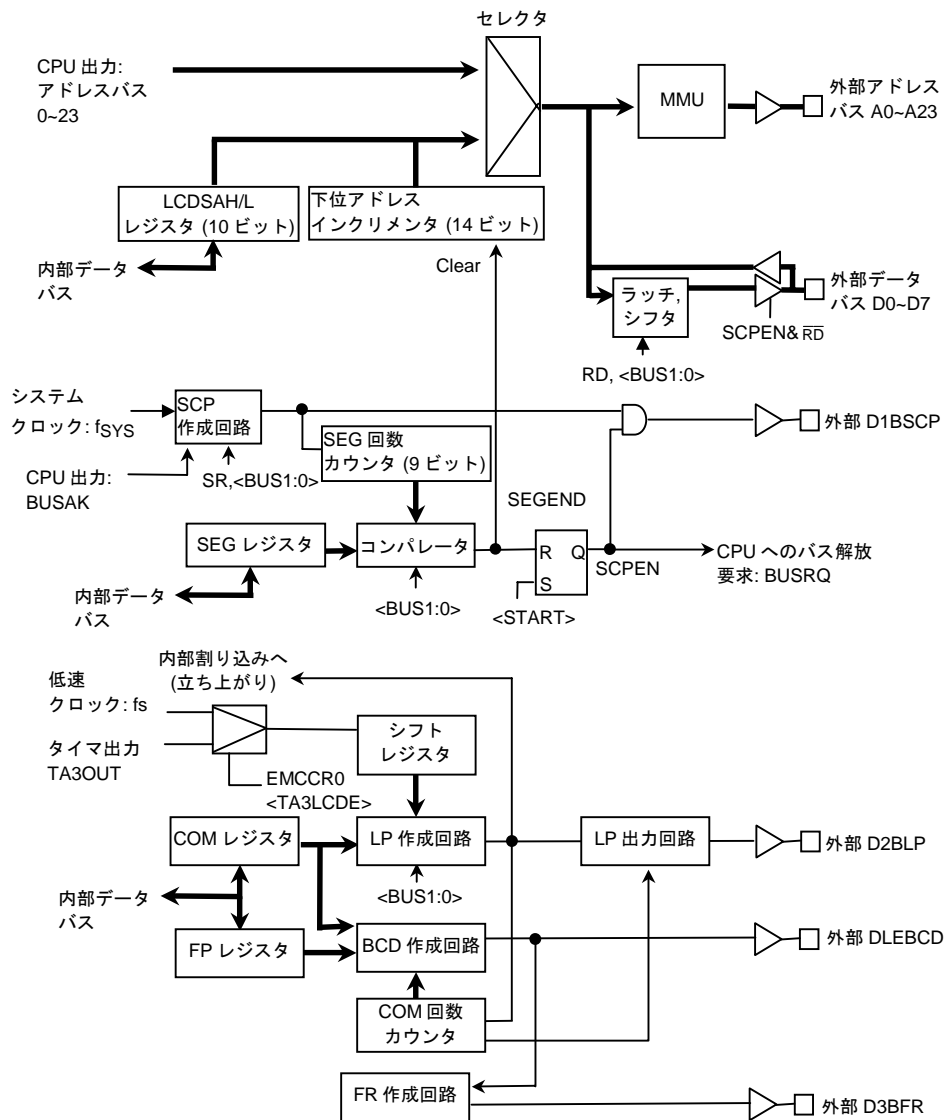 セレクタ
CPU 出力:
アドレスバス
0~23
MMU
外部アドレス
バス A0~A23
LCDSAH/L
レジスタ (10 ビット)
下位アドレス
インクリメンタ (14 ビット)
内部データ
バス
Clear
ラッチ,
シフタ
外部データ
バス D0~D7
SCPEN& RD
RD, <BUS1:0>
システム
クロック: fSYS
SCP
作成回路
外部 D1BSCP
SEG 回数
カウンタ (9 ビット)
CPU 出力:
BUSAK
SR,<BUS1:0>
SEGEND
SEG レジスタ
コンパレータ
R Q
S
SCPEN
CPU へのバス解放
要求: BUSRQ
内部データ
バス
<BUS1:0>
<START>
内部割り込みへ
(立ち上がり)
低速
クロック: fs
シフト
レジスタ
タイマ出力
TA3OUT
EMCCR0
<TA3LCDE>
COM レジスタ
LP 作成回路
LP 出力回路
外部 D2BLP
<BUS1:0>
内部データ
バス
FP レジスタ
BCD 作成回路
外部 DLEBCD
COM 回数
カウンタ
FR 作成回路
外部 D3BFR